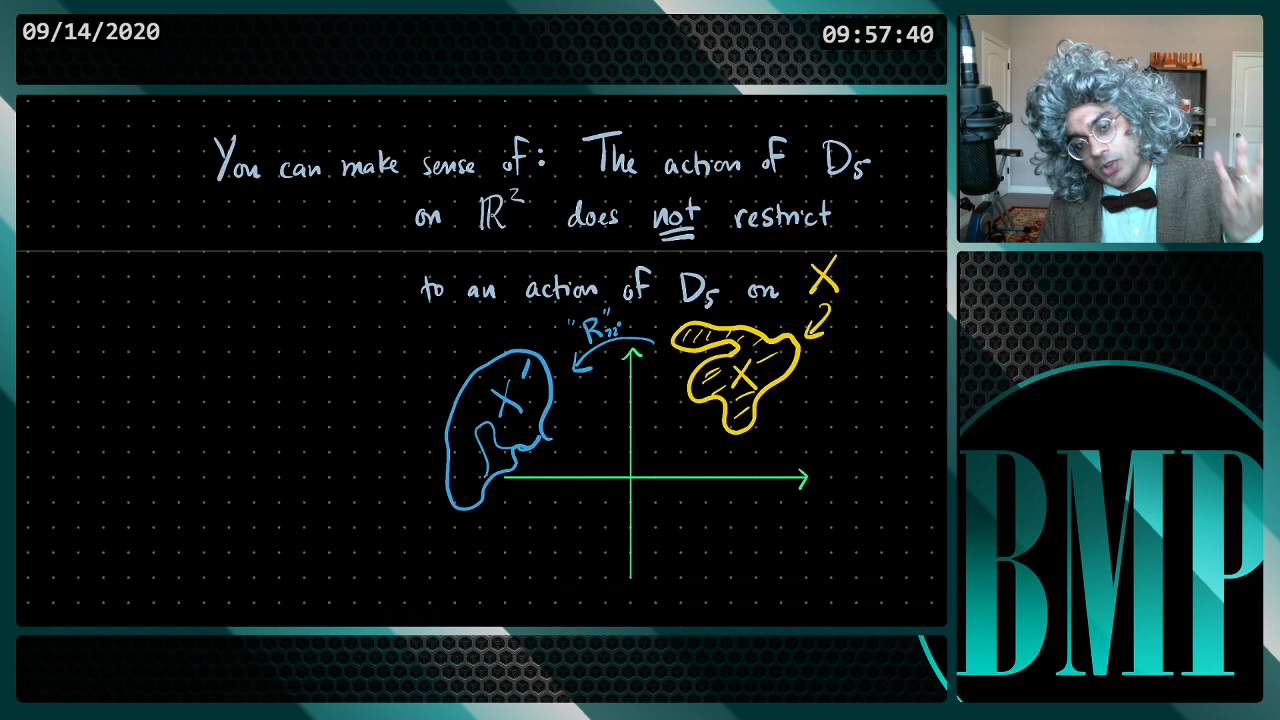 09/14/2020
09:57:40
You can make sense of: The action of D₅
on ℝ² does not restrict
to an action of D₅ on X
"R₇₂°"
X'
X
BMP